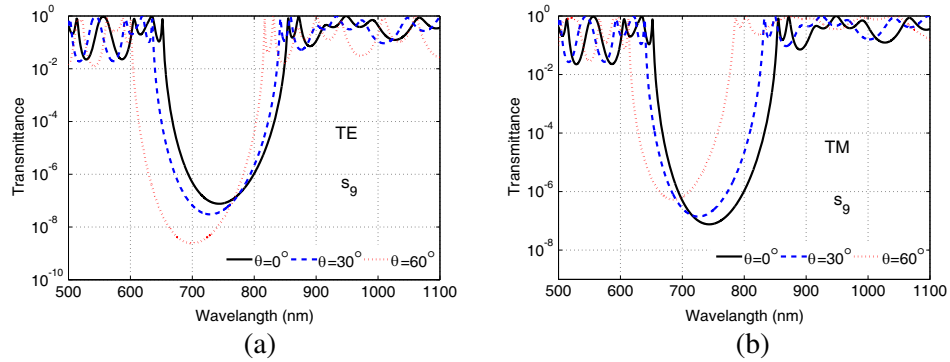 10^0
10^-2
10^-4
10^-6
10^-8
10^-10
Transmittance
TE
s_9
θ=0° θ=30° θ=60°
500 600 700 800 900 1000 1100
Wavelangth (nm)
(a)
10^0
10^-2
10^-4
10^-6
10^-8
Transmittance
TM
s_9
θ=0° θ=30° θ=60°
500 600 700 800 900 1000 1100
Wavelangth (nm)
(b)